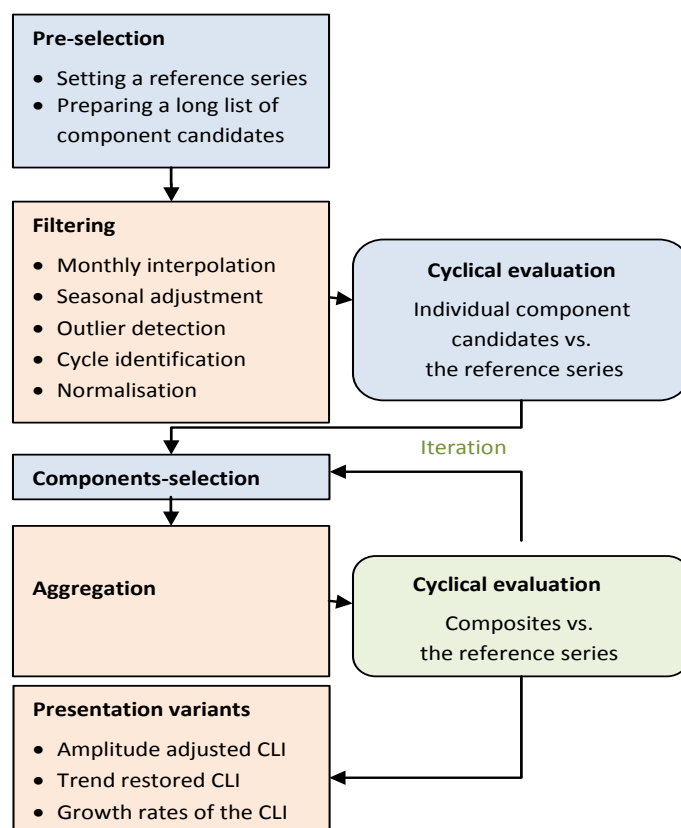 Pre-selection
• Setting a reference series
• Preparing a long list of
component candidates
Filtering
• Monthly interpolation
• Seasonal adjustment
• Outlier detection
• Cycle identification
• Normalisation
Cyclical evaluation
Individual component
candidates vs.
the reference series
Iteration
Components-selection
Aggregation
Cyclical evaluation
Composites vs.
the reference series
Presentation variants
• Amplitude adjusted CLI
• Trend restored CLI
• Growth rates of the CLI